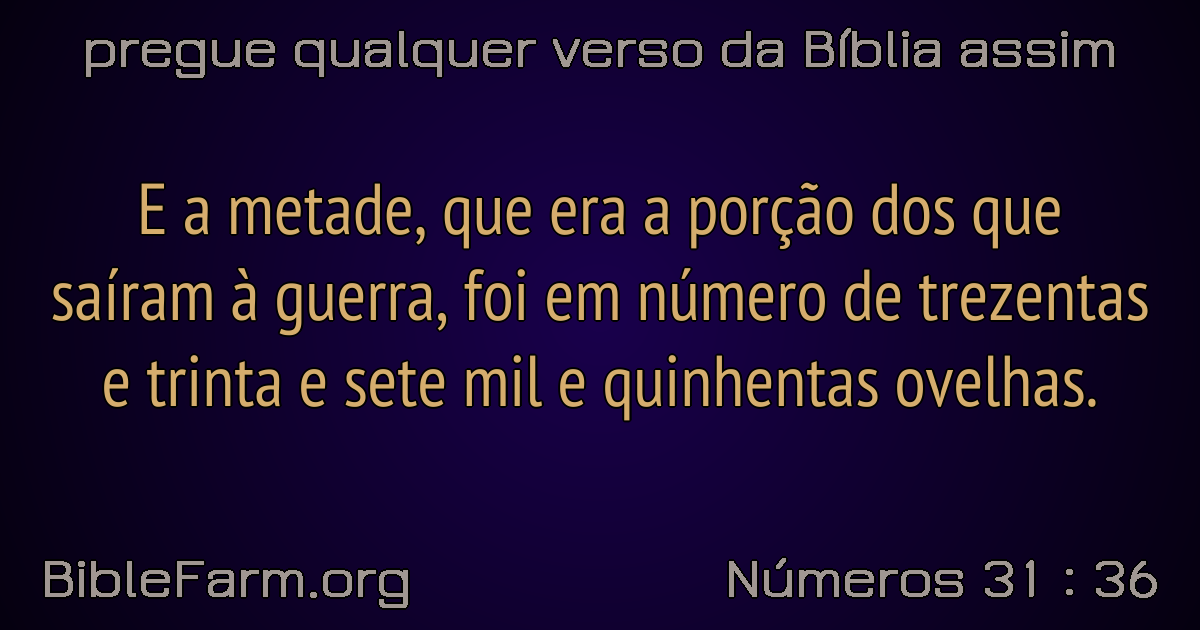 pregue qualquer verso da Bíblia assim
E a metade, que era a porção dos que
saíram à guerra, foi em número de trezentas
e trinta e sete mil e quinhentas ovelhas.
BibleFarm.org
Números 31 : 36